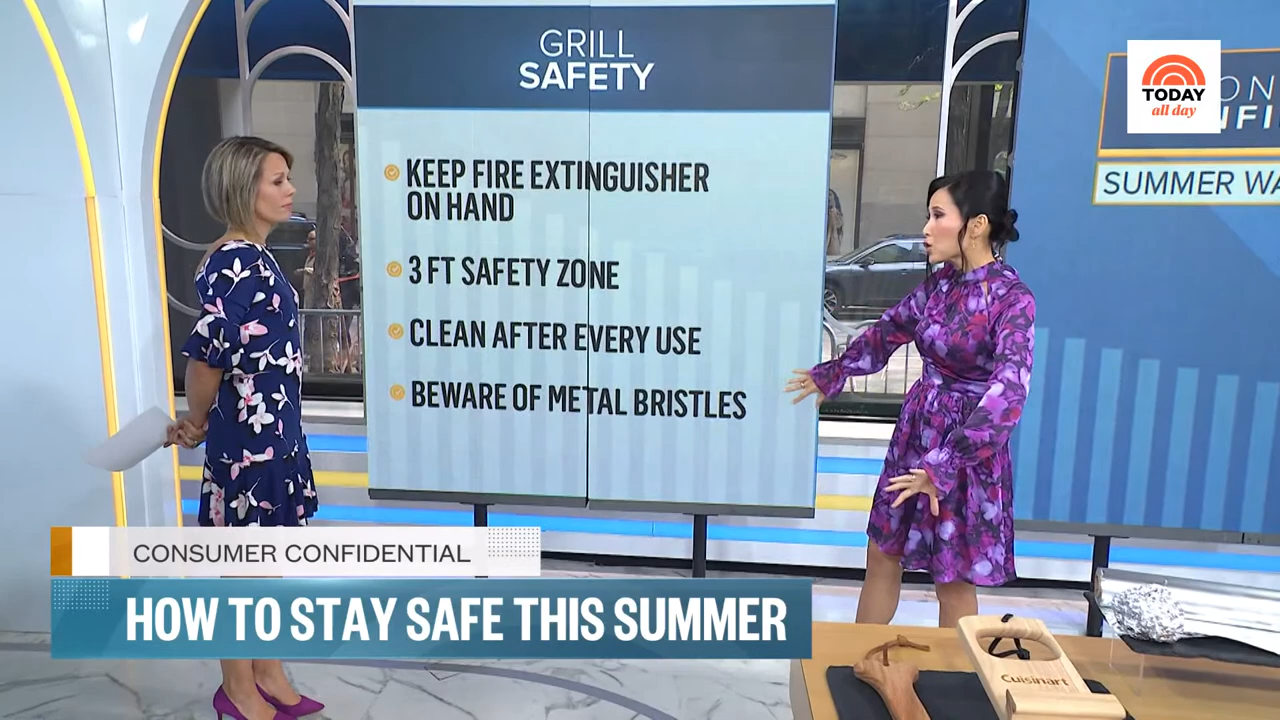 GRILL
SAFETY
KEEP FIRE EXTINGUISHER
ON HAND
3 FT SAFETY ZONE
CLEAN AFTER EVERY USE
BEWARE OF METAL BRISTLES
TODAY
all day
SUMMER
CONSUMER CONFIDENTIAL
HOW TO STAY SAFE THIS SUMMER
Cuisinart